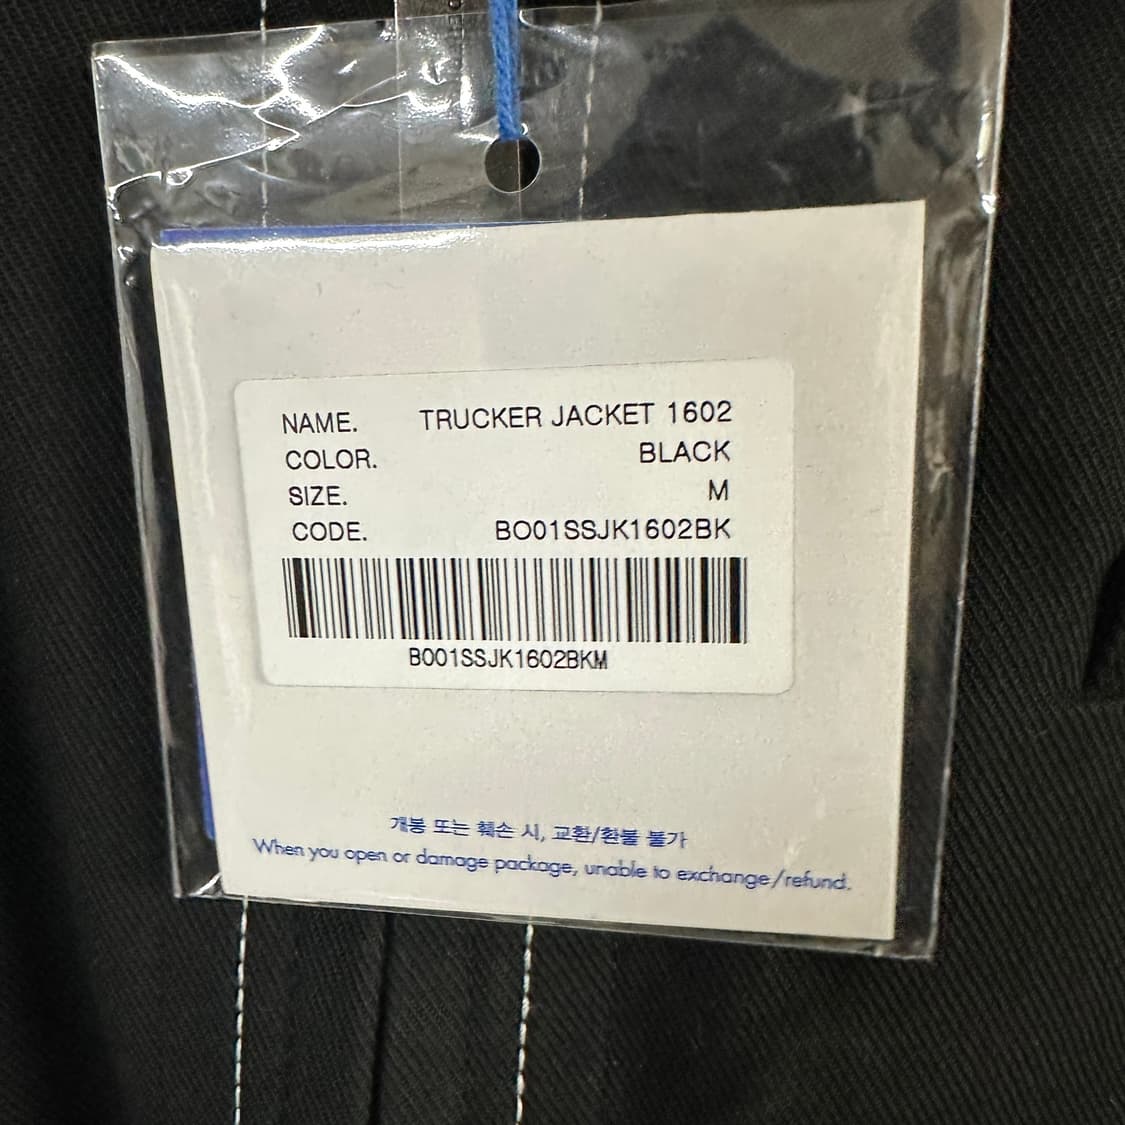 NAME. TRUCKER JACKET 1602
COLOR. BLACK
SIZE. M
CODE. BO01SSJK1602BK
BO01SSJK1602BKM
개봉 또는 훼손 시, 교환/환불 불가
When you open or damage package, unable to exchange/refund.